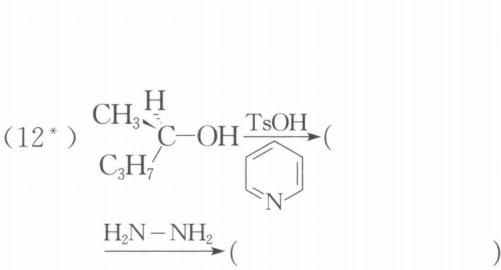 (12*) CH₃ H C—OH TsOH (
C₃H₇ N
H₂N－NH₂ ( )